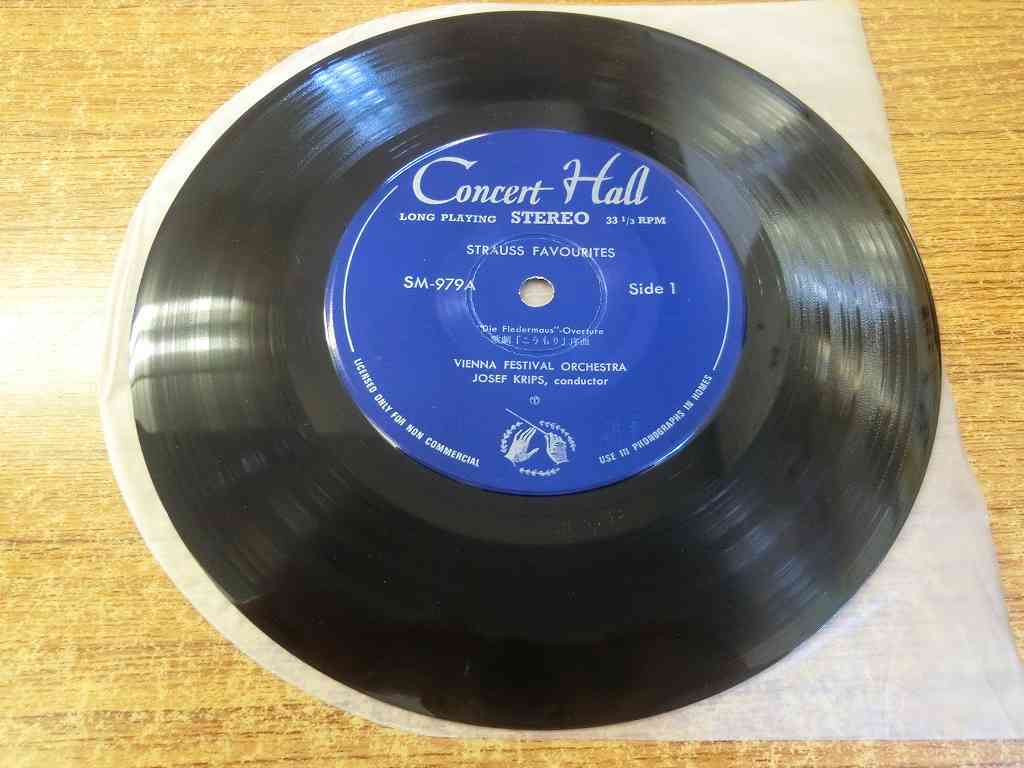 Concert Hall
LONG PLAYING STEREO 33 1/3 RPM
STRAUSS FAVOURITES
SM-979A Side 1
"Die Fledermaus"-Overture
歌劇「こうもり」序曲
VIENNA FESTIVAL ORCHESTRA
JOSEF KRIPS, conductor
LICENSED ONLY FOR NON COMMERCIAL
USE IN PHONOGRAPHS IN HOMES